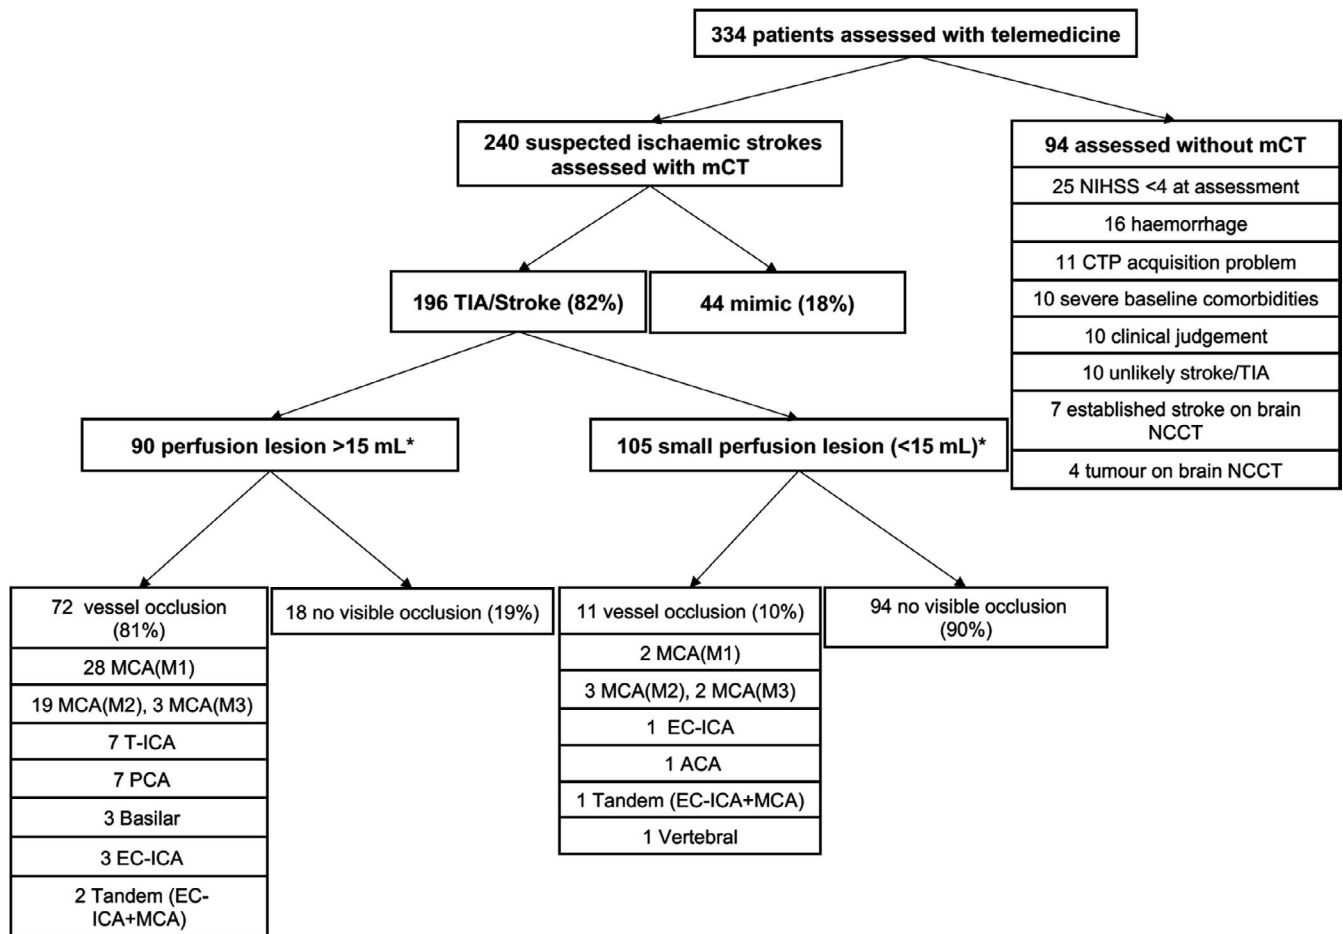 334 patients assessed with telemedicine
240 suspected ischaemic strokes
assessed with mCT
94 assessed without mCT
25 NIHSS <4 at assessment
16 haemorrhage
11 CTP acquisition problem
10 severe baseline comorbidities
10 clinical judgement
10 unlikely stroke/TIA
7 established stroke on brain
NCCT
4 tumour on brain NCCT
196 TIA/Stroke (82%)
44 mimic (18%)
90 perfusion lesion >15 mL*
105 small perfusion lesion (<15 mL)*
72 vessel occlusion
(81%)
28 MCA(M1)
19 MCA(M2), 3 MCA(M3)
7 T-ICA
7 PCA
3 Basilar
3 EC-ICA
2 Tandem (EC-
ICA+MCA)
18 no visible occlusion (19%)
11 vessel occlusion (10%)
2 MCA(M1)
3 MCA(M2), 2 MCA(M3)
1 EC-ICA
1 ACA
1 Tandem (EC-ICA+MCA)
1 Vertebral
94 no visible occlusion
(90%)